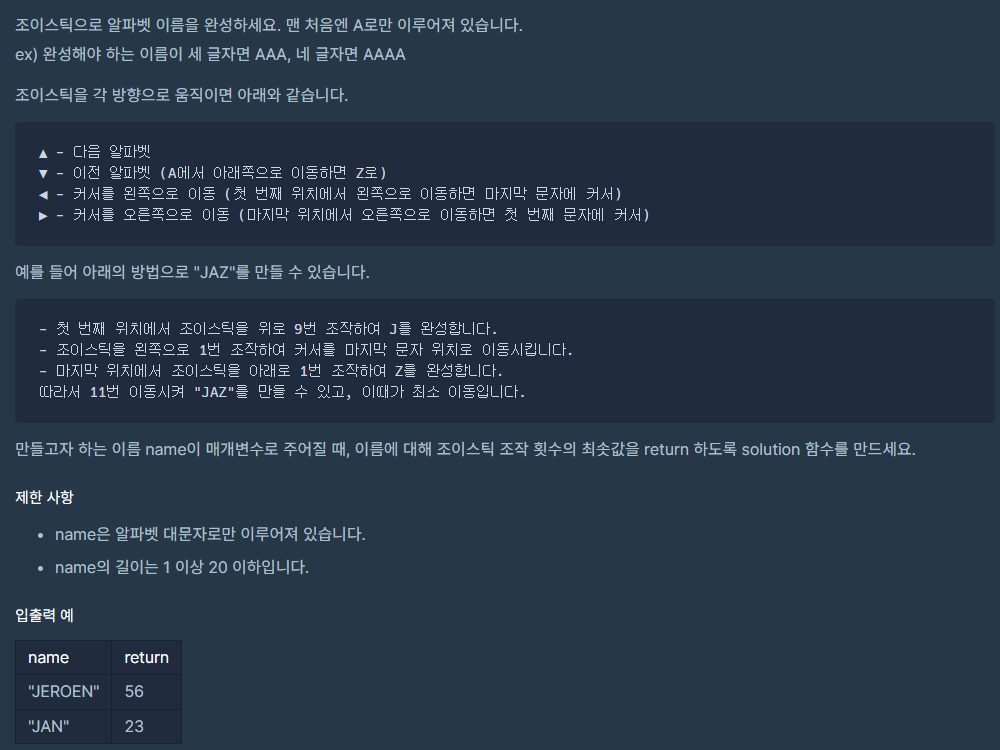 조이스틱으로 알파벳 이름을 완성하세요. 맨 처음엔 A로만 이루어져 있습니다.
ex) 완성해야 하는 이름이 세 글자면 AAA, 네 글자면 AAAA
조이스틱을 각 방향으로 움직이면 아래와 같습니다.
▲ - 다음 알파벳
▼ - 이전 알파벳 (A에서 아래쪽으로 이동하면 Z로)
◀ - 커서를 왼쪽으로 이동 (첫 번째 위치에서 왼쪽으로 이동하면 마지막 문자에 커서)
▶ - 커서를 오른쪽으로 이동 (마지막 위치에서 오른쪽으로 이동하면 첫 번째 문자에 커서)
예를 들어 아래의 방법으로 "JAZ"를 만들 수 있습니다.
- 첫 번째 위치에서 조이스틱을 위로 9번 조작하여 J를 완성합니다.
- 조이스틱을 왼쪽으로 1번 조작하여 커서를 마지막 문자 위치로 이동시킵니다.
- 마지막 위치에서 조이스틱을 아래로 1번 조작하여 Z를 완성합니다.
따라서 11번 이동시켜 "JAZ"를 만들 수 있고, 이때가 최소 이동입니다.
만들고자 하는 이름 name이 매개변수로 주어질 때, 이름에 대해 조이스틱 조작 횟수의 최솟값을 return 하도록 solution 함수를 만드세요.
제한 사항
• name은 알파벳 대문자로만 이루어져 있습니다.
• name의 길이는 1 이상 20 이하입니다.
입출력 예
name return
"JEROEN" 56
"JAN" 23